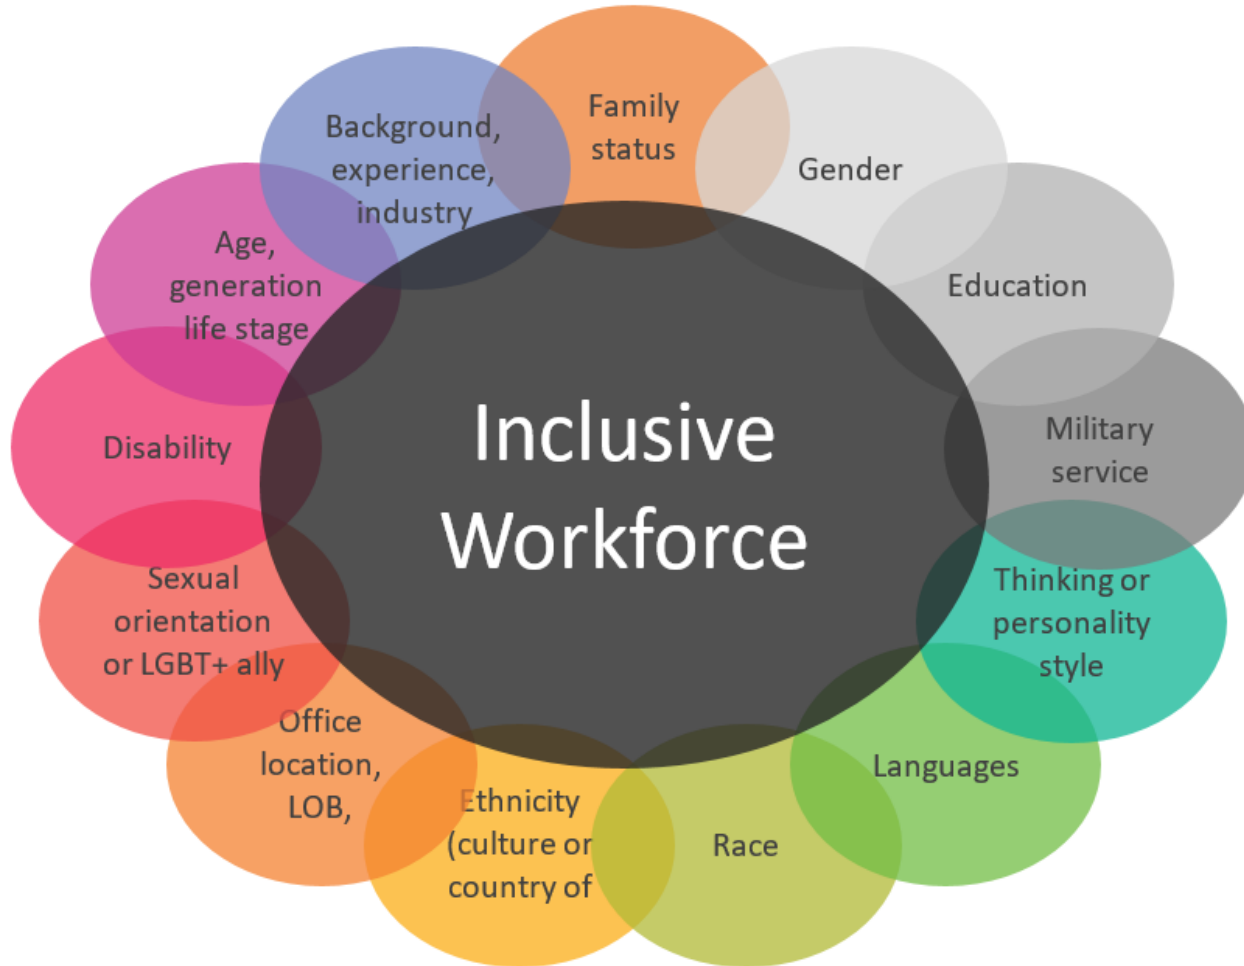 Family
status
Gender
Education
Military
service
Thinking or
personality
style
Languages
Race
Ethnicity
(culture or
country of
Office
location,
LOB,
Sexual
orientation
or LGBT+ ally
Disability
Age,
generation
life stage
Background,
experience,
industry
Inclusive
Workforce